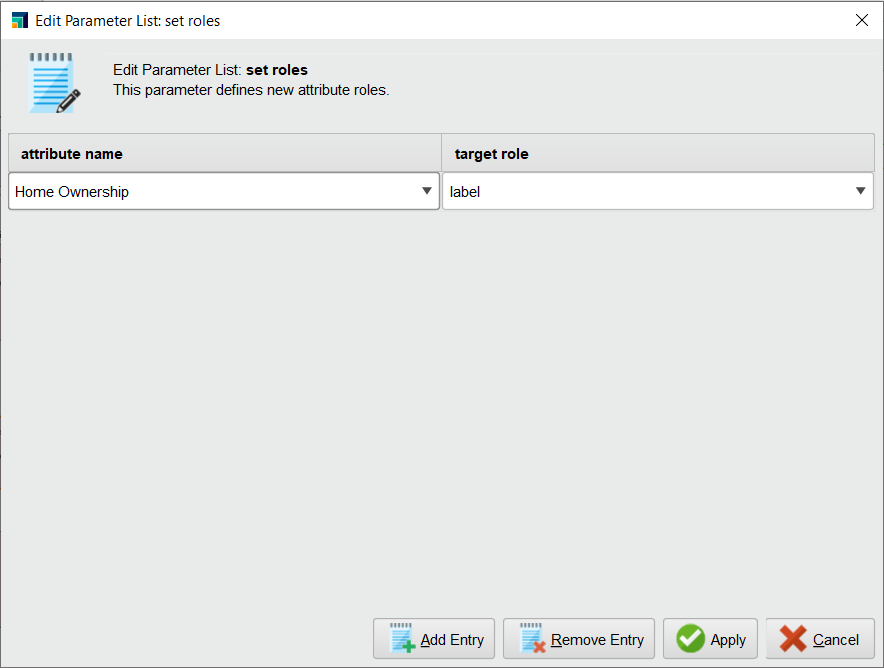 Edit Parameter List: set roles
Edit Parameter List: set roles
This parameter defines new attribute roles.
attribute name target role
Home Ownership label
Add Entry Remove Entry Apply Cancel